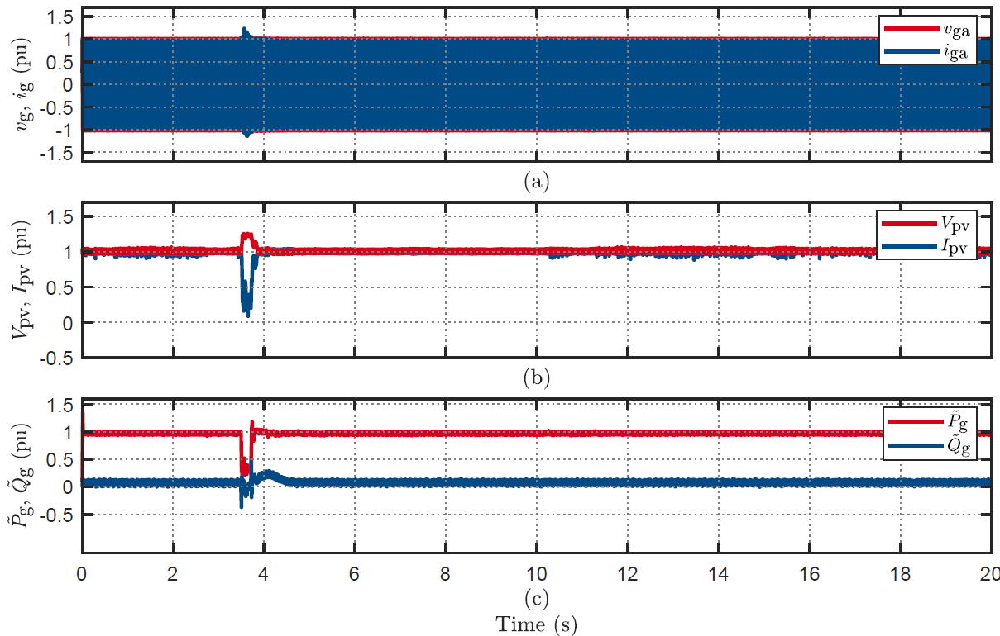 1.5
1
0.5
0
-0.5
-1
-1.5
vg, ig (pu)
vga
iga
(a)
1.5
1
0.5
0
-0.5
Vpv, Ipv (pu)
Vpv
Ipv
(b)
1.5
1
0.5
0
-0.5
P̃g, Q̃g (pu)
P̃g
Q̃g
0 2 4 6 8 10 12 14 16 18 20
(c)
Time (s)